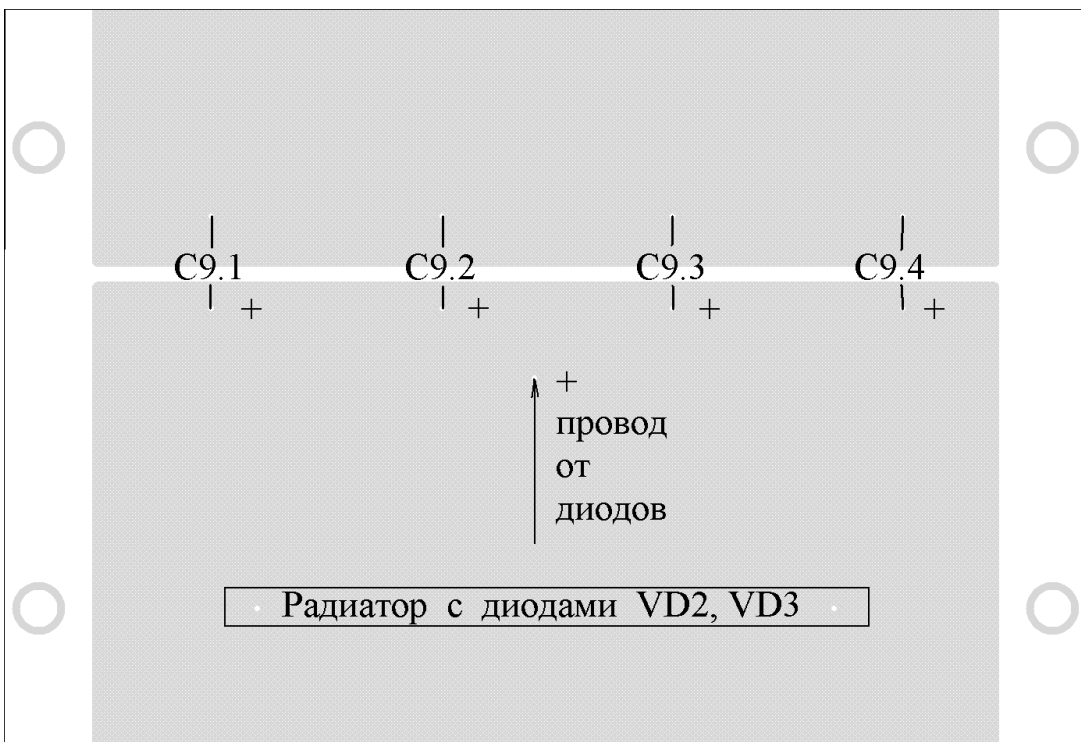 C9.1 C9.2 C9.3 C9.4
+ + + +
+
провод
от
диодов
Радиатор с диодами VD2, VD3